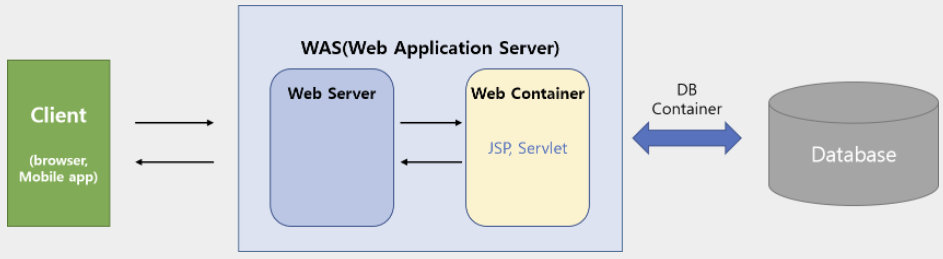 WAS(Web Application Server)
Client
(browser,
Mobile app)
Web Server
Web Container
JSP, Servlet
DB
Container
Database